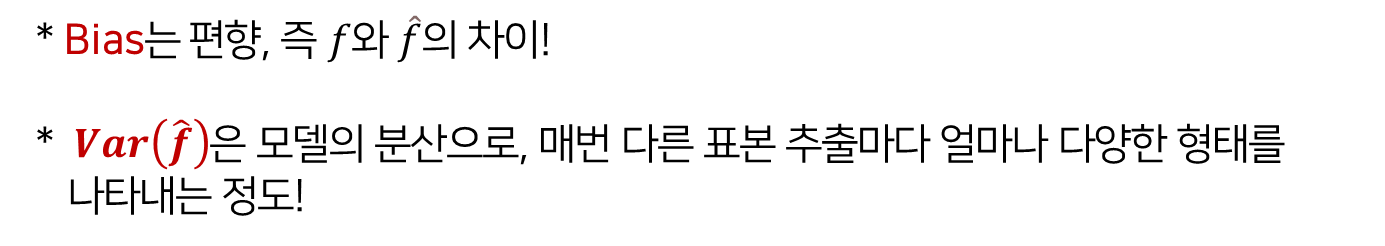 * Bias는 편향, 즉 f와 f̂의 차이!
* Var(f̂)은 모델의 분산으로, 매번 다른 표본 추출마다 얼마나 다양한 형태를
나타내는 정도!